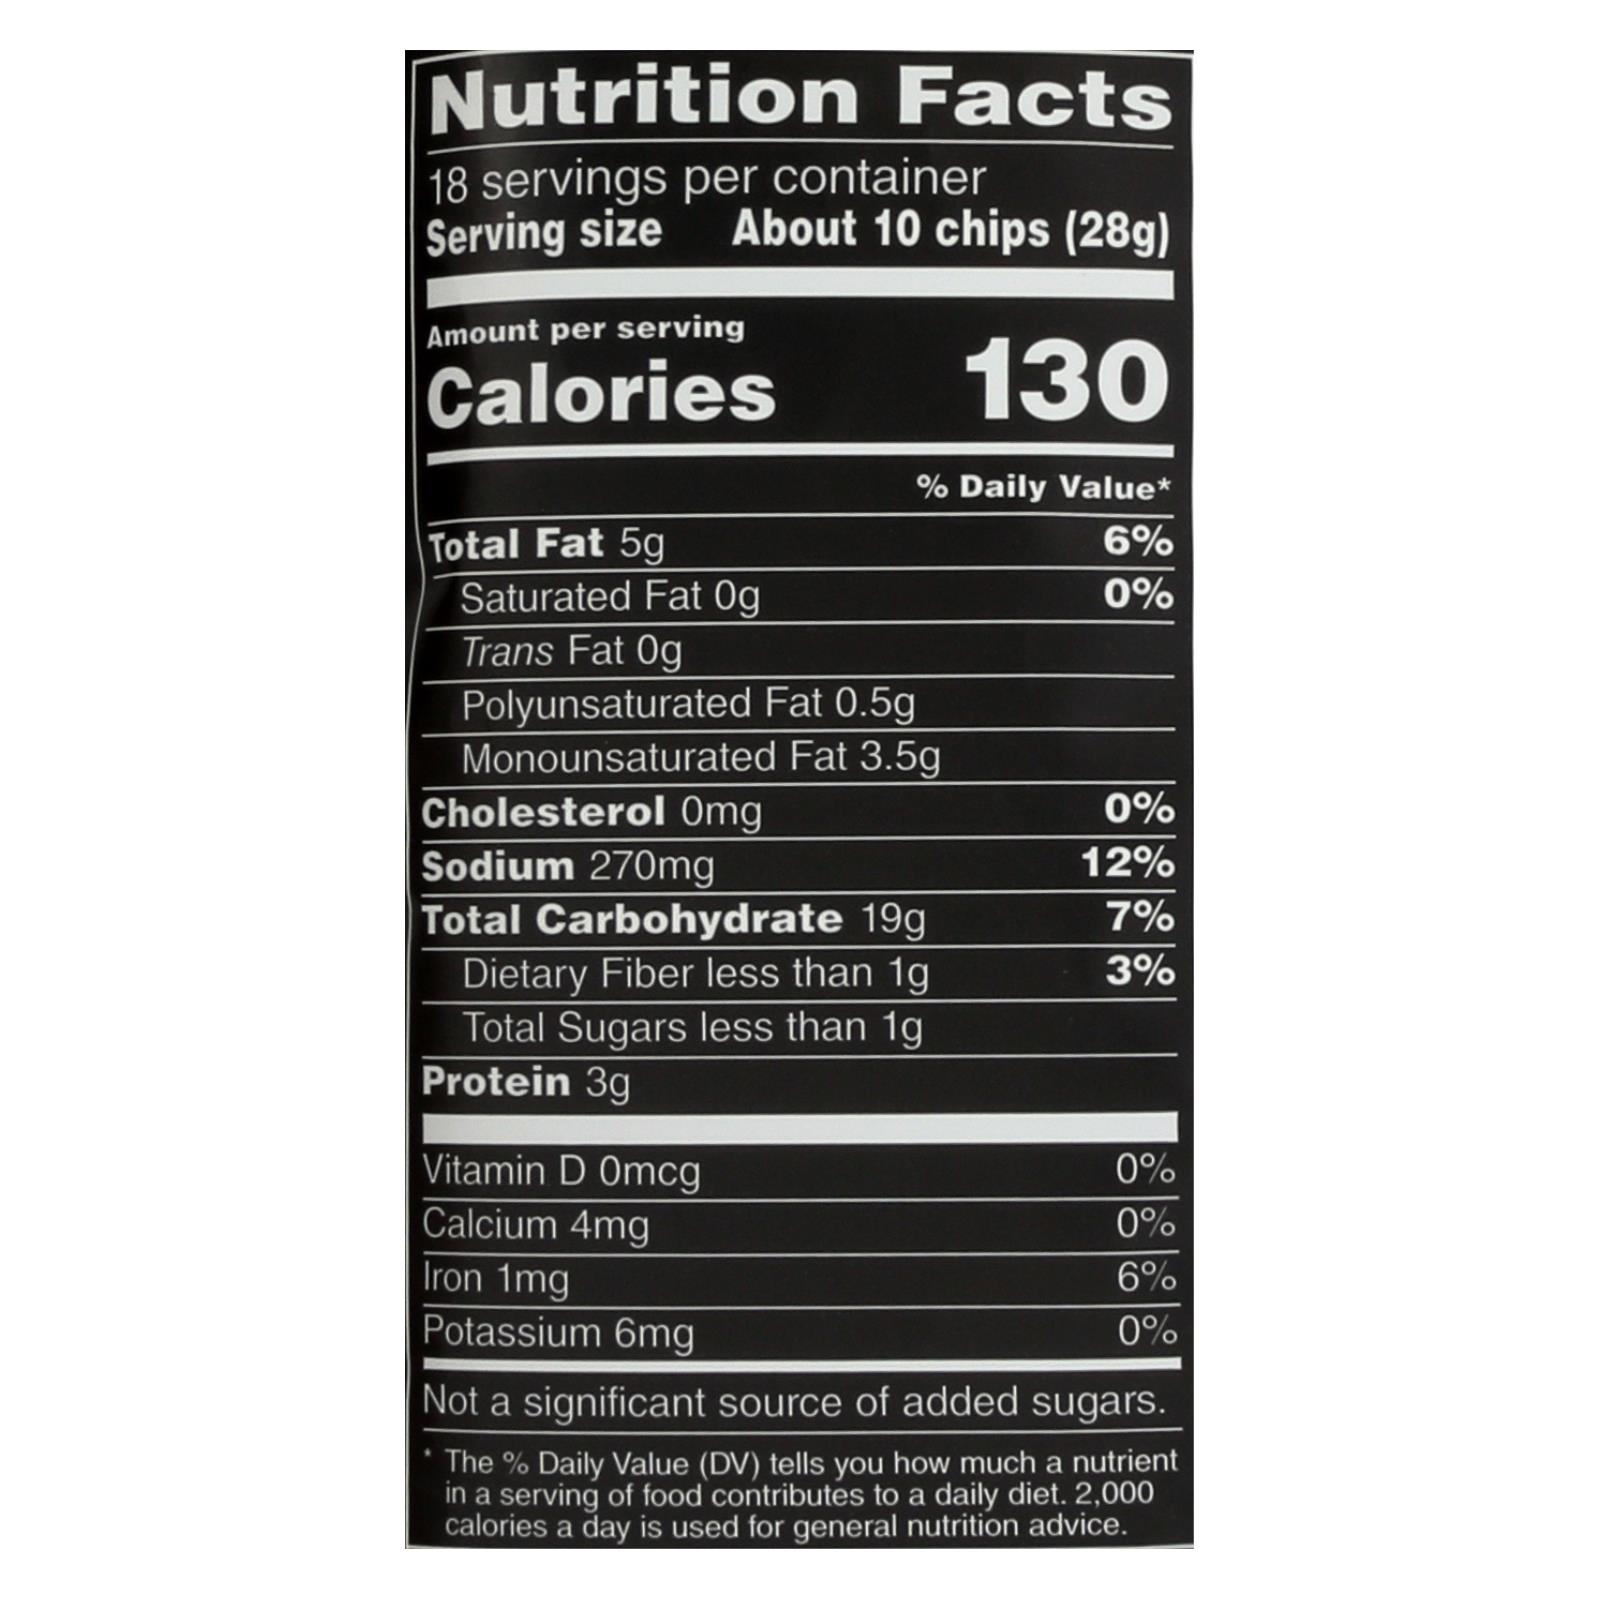 Nutrition Facts
18 servings per container
Serving size About 10 chips (28g)
Amount per serving
Calories 130
% Daily Value*
Total Fat 5g 6%
Saturated Fat 0g 0%
Trans Fat 0g
Polyunsaturated Fat 0.5g
Monounsaturated Fat 3.5g
Cholesterol 0mg 0%
Sodium 270mg 12%
Total Carbohydrate 19g 7%
Dietary Fiber less than 1g 3%
Total Sugars less than 1g
Protein 3g
Vitamin D 0mcg 0%
Calcium 4mg 0%
Iron 1mg 6%
Potassium 6mg 0%
Not a significant source of added sugars.
* The % Daily Value (DV) tells you how much a nutrient
in a serving of food contributes to a daily diet. 2,000
calories a day is used for general nutrition advice.